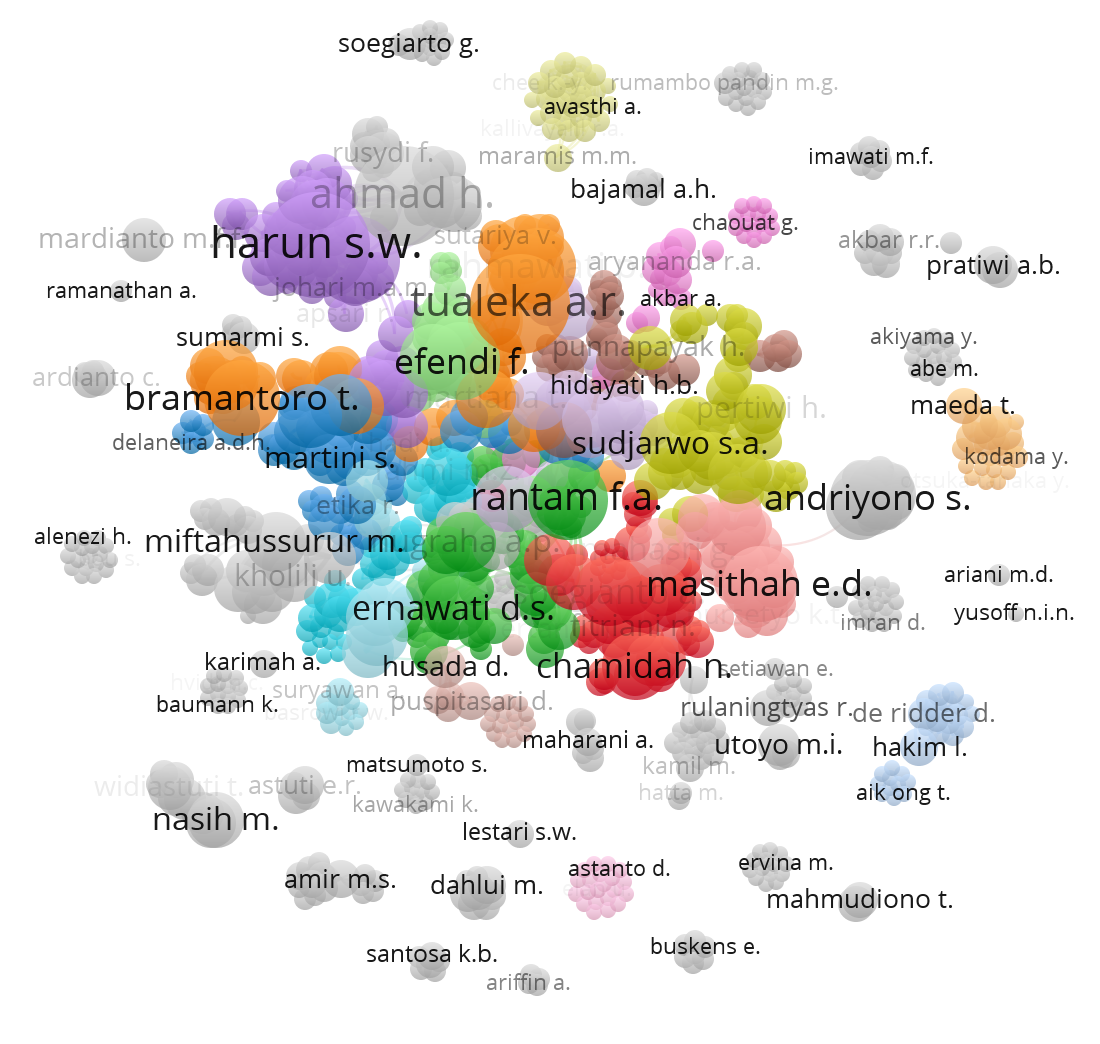 soegiarto g.
rumambo pandin m.g.
avasthi a.
rusydi f.
maramis m.m.
imawati m.f.
ahmad h.
bajamal a.h.
chaouat g.
mardianto m.
harun s.w.
sutariya v.
akbar r.r.
aryananda r.a.
pratiwi a.b.
ramanathan a.
johari m.a.m.
tualeka a.r.
akbar a.
sumarmi s.
akiyama y.
efendi f.
punnapayak h.
abe m.
ardianto c.
hidayati h.b.
bramantoro t.
martiana t.
pertiwi h.
maeda t.
delaneira a.d.h.
martini s.
sudjarwo s.a.
kodama y.
etika r.
rantam f.a.
andriyono s.
alenezi h.
miftahussurur m.
kholili u.
masithah e.d.
ariani m.d.
ernawati d.s.
yusoff n.i.n.
fitriani n.
imran d.
karimah a.
husada d.
chamidah n.
setiawan e.
suryawan a.
baumann k.
puspitasari d.
rulaningtyas r.
de ridder d.
maharani a.
utoyo m.i.
hakim l.
matsumoto s.
kamil m.
widiastuti t.
astuti e.r.
kawakami k.
hatta m.
aik ong t.
nasih m.
lestari s.w.
amir m.s.
dahlui m.
astanto d.
ervina m.
mahmudiono t.
santosa k.b.
buskens e.
ariffin a.